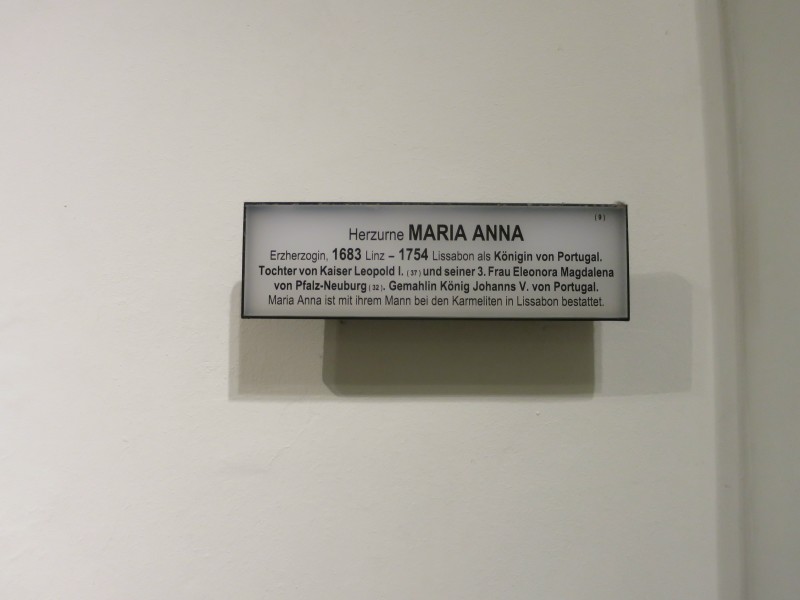 (9)
Herzurne MARIA ANNA
Erzherzogin, 1683 Linz – 1754 Lissabon als Königin von Portugal.
Tochter von Kaiser Leopold I. (37) und seiner 3. Frau Eleonora Magdalena
von Pfalz-Neuburg (32). Gemahlin König Johanns V. von Portugal.
Maria Anna ist mit ihrem Mann bei den Karmeliten in Lissabon bestattet.